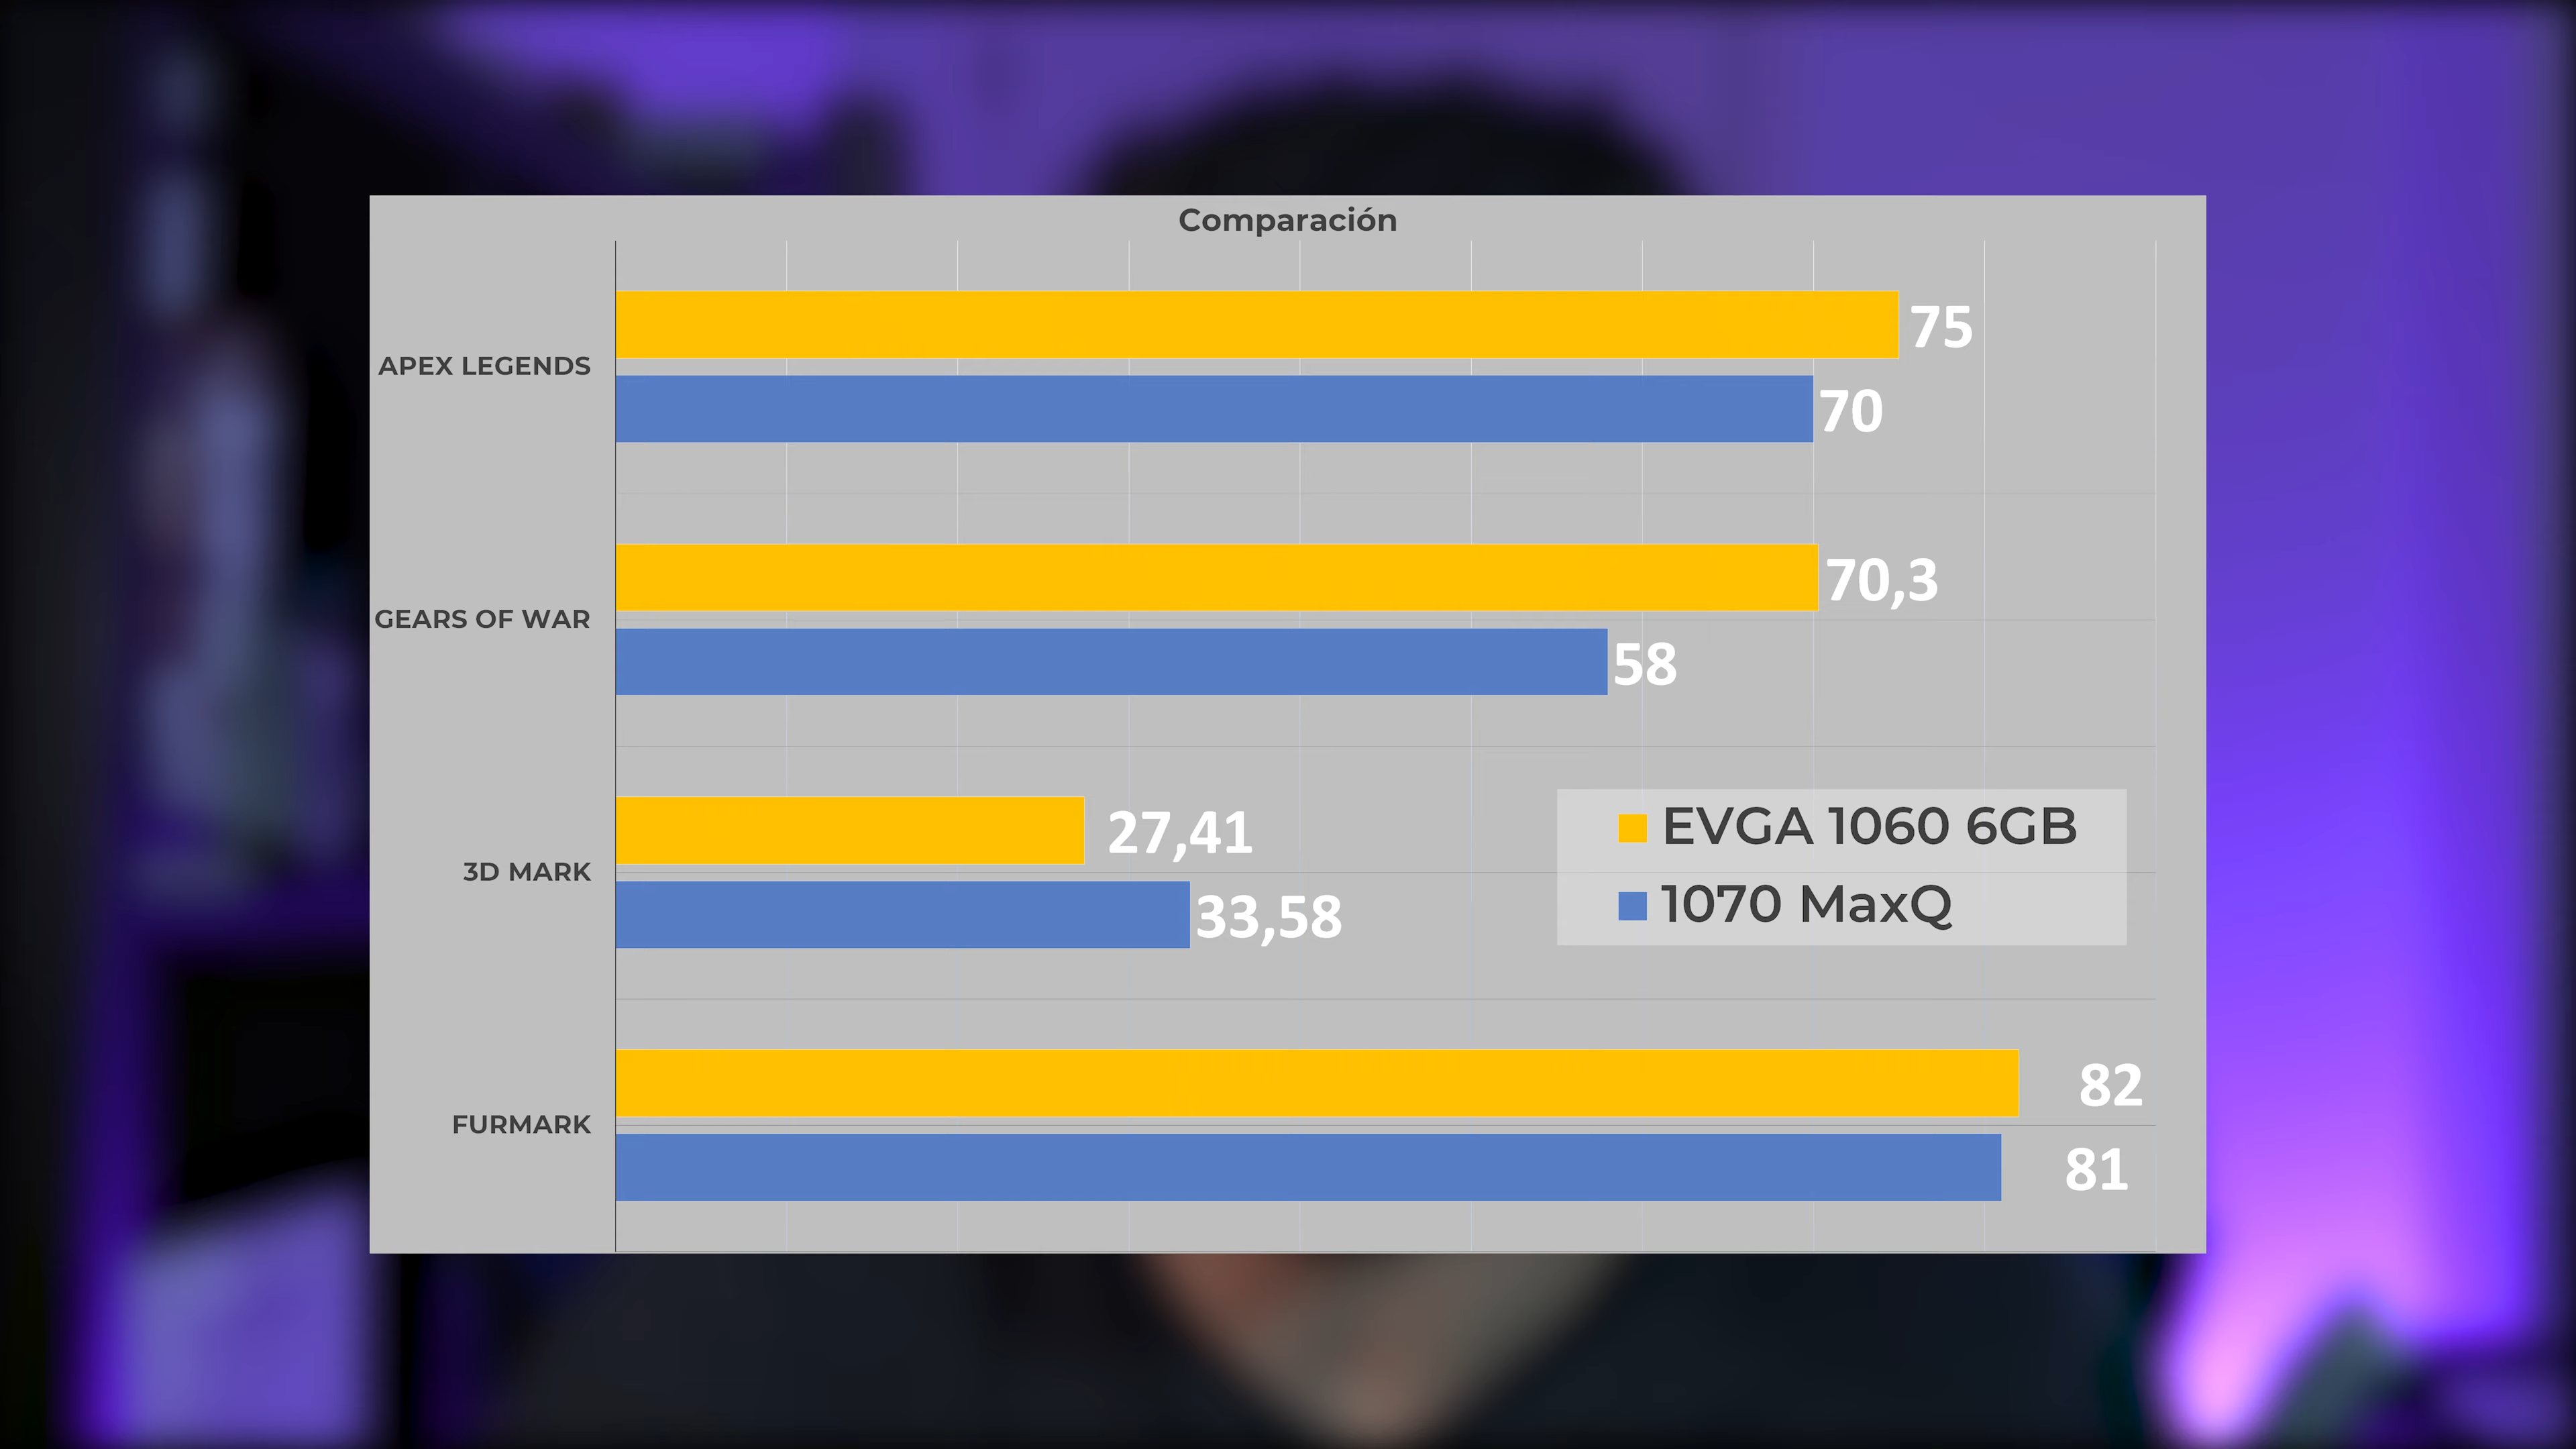 Comparación
APEX LEGENDS
75
70
GEARS OF WAR
70,3
58
3D MARK
27,41
33,58
EVGA 1060 6GB
1070 MaxQ
FURMARK
82
81